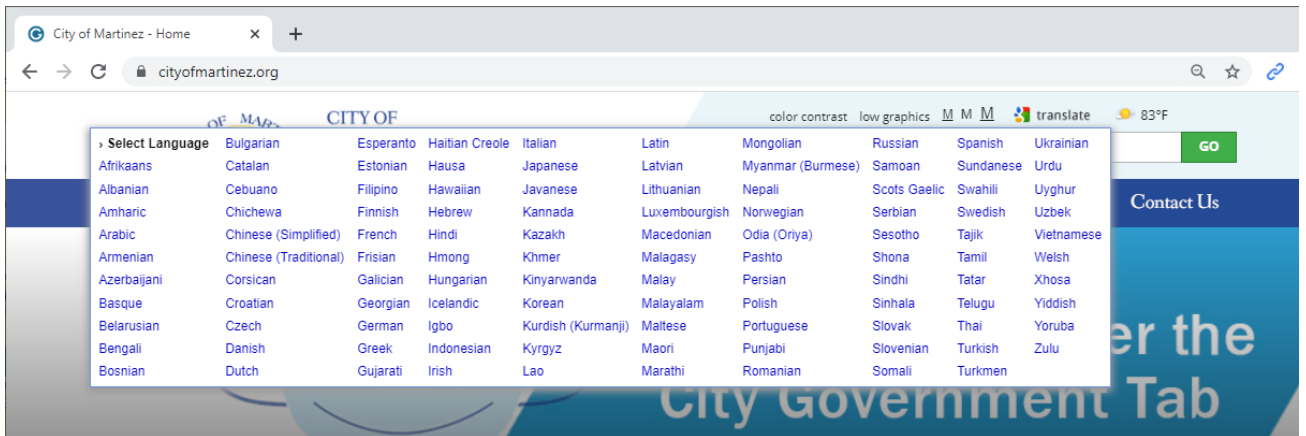 City of Martinez - Home
cityofmartinez.org
OF MAR
CITY OF
color contrast low graphics M M M translate 83°F
GO
Contact Us
› Select Language
Afrikaans
Albanian
Amharic
Arabic
Armenian
Azerbaijani
Basque
Belarusian
Bengali
Bosnian
Bulgarian
Catalan
Cebuano
Chichewa
Chinese (Simplified)
Chinese (Traditional)
Corsican
Croatian
Czech
Danish
Dutch
Esperanto
Estonian
Filipino
Finnish
French
Frisian
Galician
Georgian
German
Greek
Gujarati
Haitian Creole
Hausa
Hawaiian
Hebrew
Hindi
Hmong
Hungarian
Icelandic
Igbo
Indonesian
Irish
Italian
Japanese
Javanese
Kannada
Kazakh
Khmer
Kinyarwanda
Korean
Kurdish (Kurmanji)
Kyrgyz
Lao
Latin
Latvian
Lithuanian
Luxembourgish
Macedonian
Malagasy
Malay
Malayalam
Maltese
Maori
Marathi
Mongolian
Myanmar (Burmese)
Nepali
Norwegian
Odia (Oriya)
Pashto
Persian
Polish
Portuguese
Punjabi
Romanian
Russian
Samoan
Scots Gaelic
Serbian
Sesotho
Shona
Sindhi
Sinhala
Slovak
Slovenian
Somali
Spanish
Sundanese
Swahili
Swedish
Tajik
Tamil
Tatar
Telugu
Thai
Turkish
Turkmen
Ukrainian
Urdu
Uyghur
Uzbek
Vietnamese
Welsh
Xhosa
Yiddish
Yoruba
Zulu
er the
City Government Tab